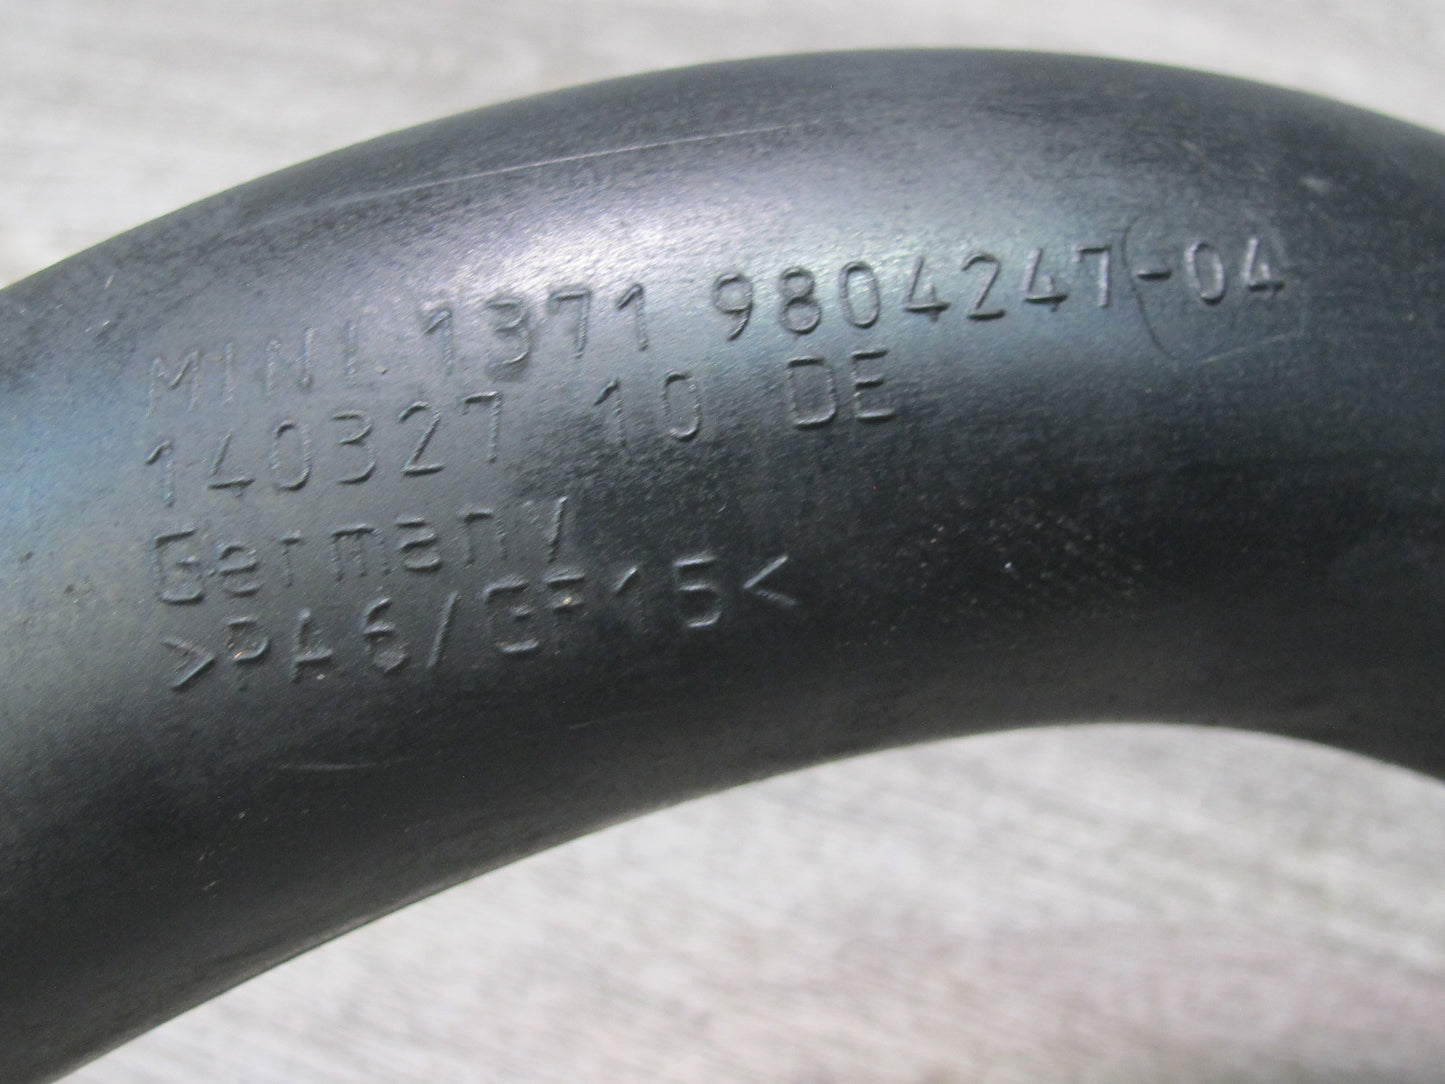 MINI 1371 9804247-04
140327 10 DE
Germany
>PA6/GF15<